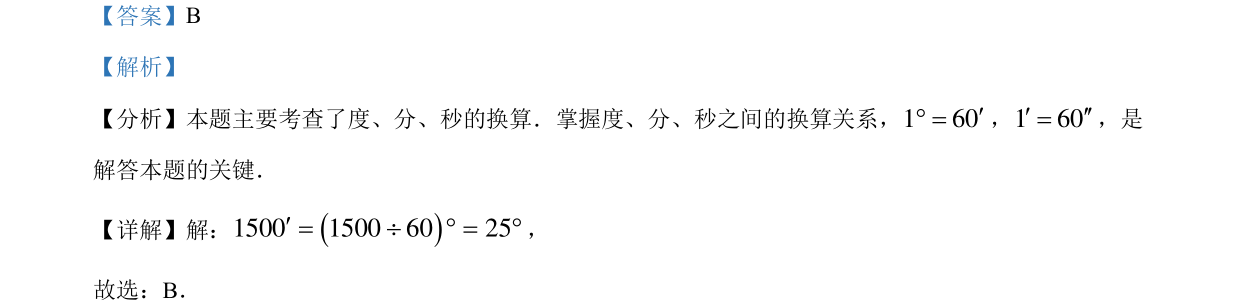 【答案】B
【解析】
【分析】本题主要考查了度、分、秒的换算．掌握度、分、秒之间的换算关系，1° = 60′，1′ = 60″，是
解答本题的关键．
【详解】解：1500′ = (1500 ÷ 60)° = 25°，
故选：B．